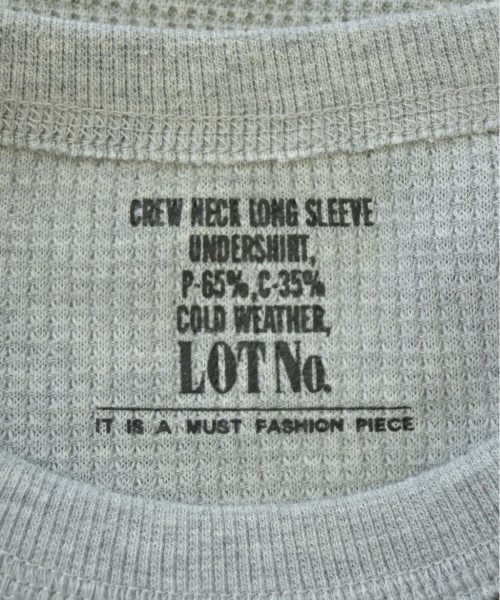 CREW NECK LONG SLEEVE
UNDERSHIRT,
P-65%,C-35%
COLD WEATHER,
LOT No.
IT IS A MUST FASHION PIECE